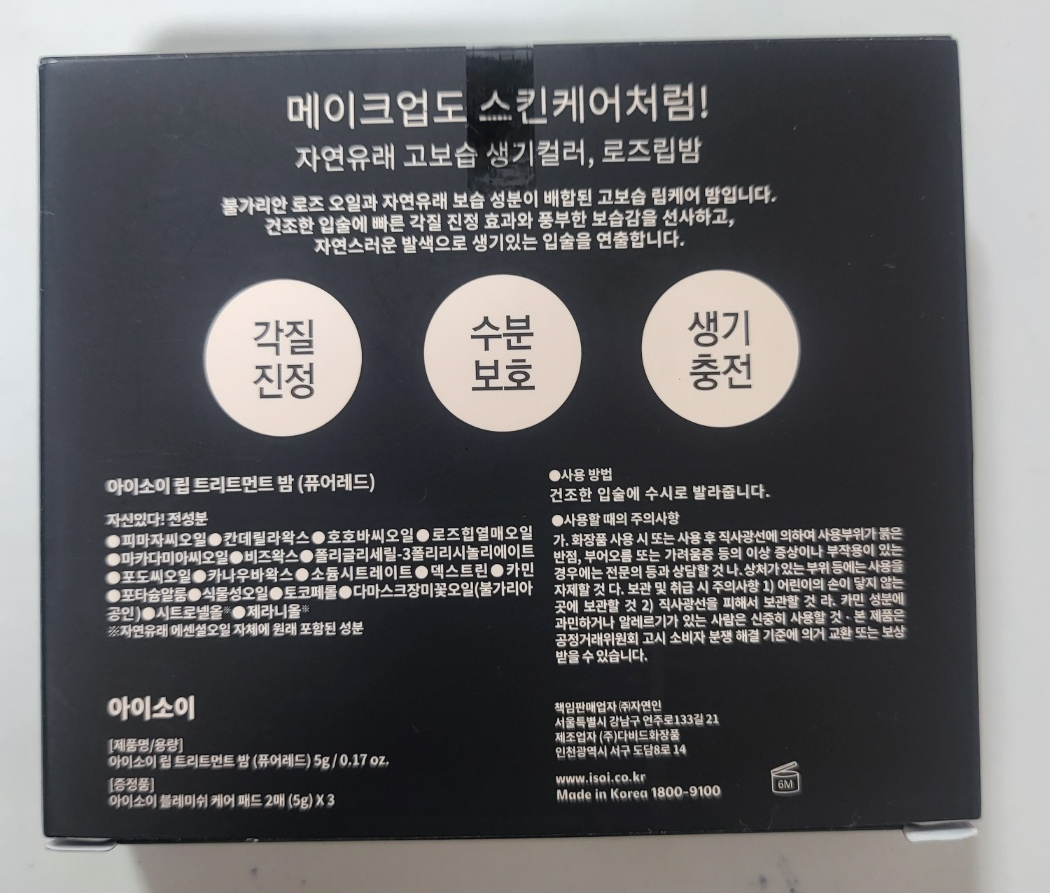 메이크업도 스킨케어처럼!
자연유래 고보습 생기컬러, 로즈립밤
불가리안 로즈 오일과 자연유래 보습 성분이 배합된 고보습 립케어 밤입니다.
건조한 입술에 빠른 각질 진정 효과와 풍부한 보습감을 선사하고,
자연스러운 발색으로 생기있는 입술을 연출합니다.
각질
진정
수분
보호
생기
충전
아이소이 립 트리트먼트 밤 (퓨어레드)
자신있다! 전성분
●피마자씨오일●칸데릴라왁스●호호바씨오일●로즈힙열매오일
●마카다미아씨오일●비즈왁스●폴리글리세릴-3폴리리시놀리에이트
●포도씨오일●카나우바왁스●소듐시트레이트●덱스트린●카민
●포타슘알룸●식물성오일●토코페롤●다마스크장미꽃오일(불가리아
공인)●시트로넬올※●제라니올※
※자연유래 에센셜오일 자체에 원래 포함된 성분
●사용 방법
건조한 입술에 수시로 발라줍니다.
●사용할 때의 주의사항
가. 화장품 사용 시 또는 사용 후 직사광선에 의하여 사용부위가 붉은
반점, 부어오름 또는 가려움증 등의 이상 증상이나 부작용이 있는
경우에는 전문의 등과 상담할 것 나. 상처가 있는 부위 등에는 사용을
자제할 것 다. 보관 및 취급 시 주의사항 1) 어린이의 손이 닿지 않는
곳에 보관할 것 2) 직사광선을 피해서 보관할 것 라. 카민 성분에
과민하거나 알레르기가 있는 사람은 신중히 사용할 것 · 본 제품은
공정거래위원회 고시 소비자 분쟁 해결 기준에 의거 교환 또는 보상
받을 수 있습니다.
아이소이
[제품명/용량]
아이소이 립 트리트먼트 밤 (퓨어레드) 5g / 0.17 oz.
[증정품]
아이소이 블레미쉬 케어 패드 2매 (5g) X 3
책임판매업자 ㈜자연인
서울특별시 강남구 언주로133길 21
제조업자 (주)다비드화장품
인천광역시 서구 도담8로 14
www.isoi.co.kr
Made in Korea 1800-9100
6M